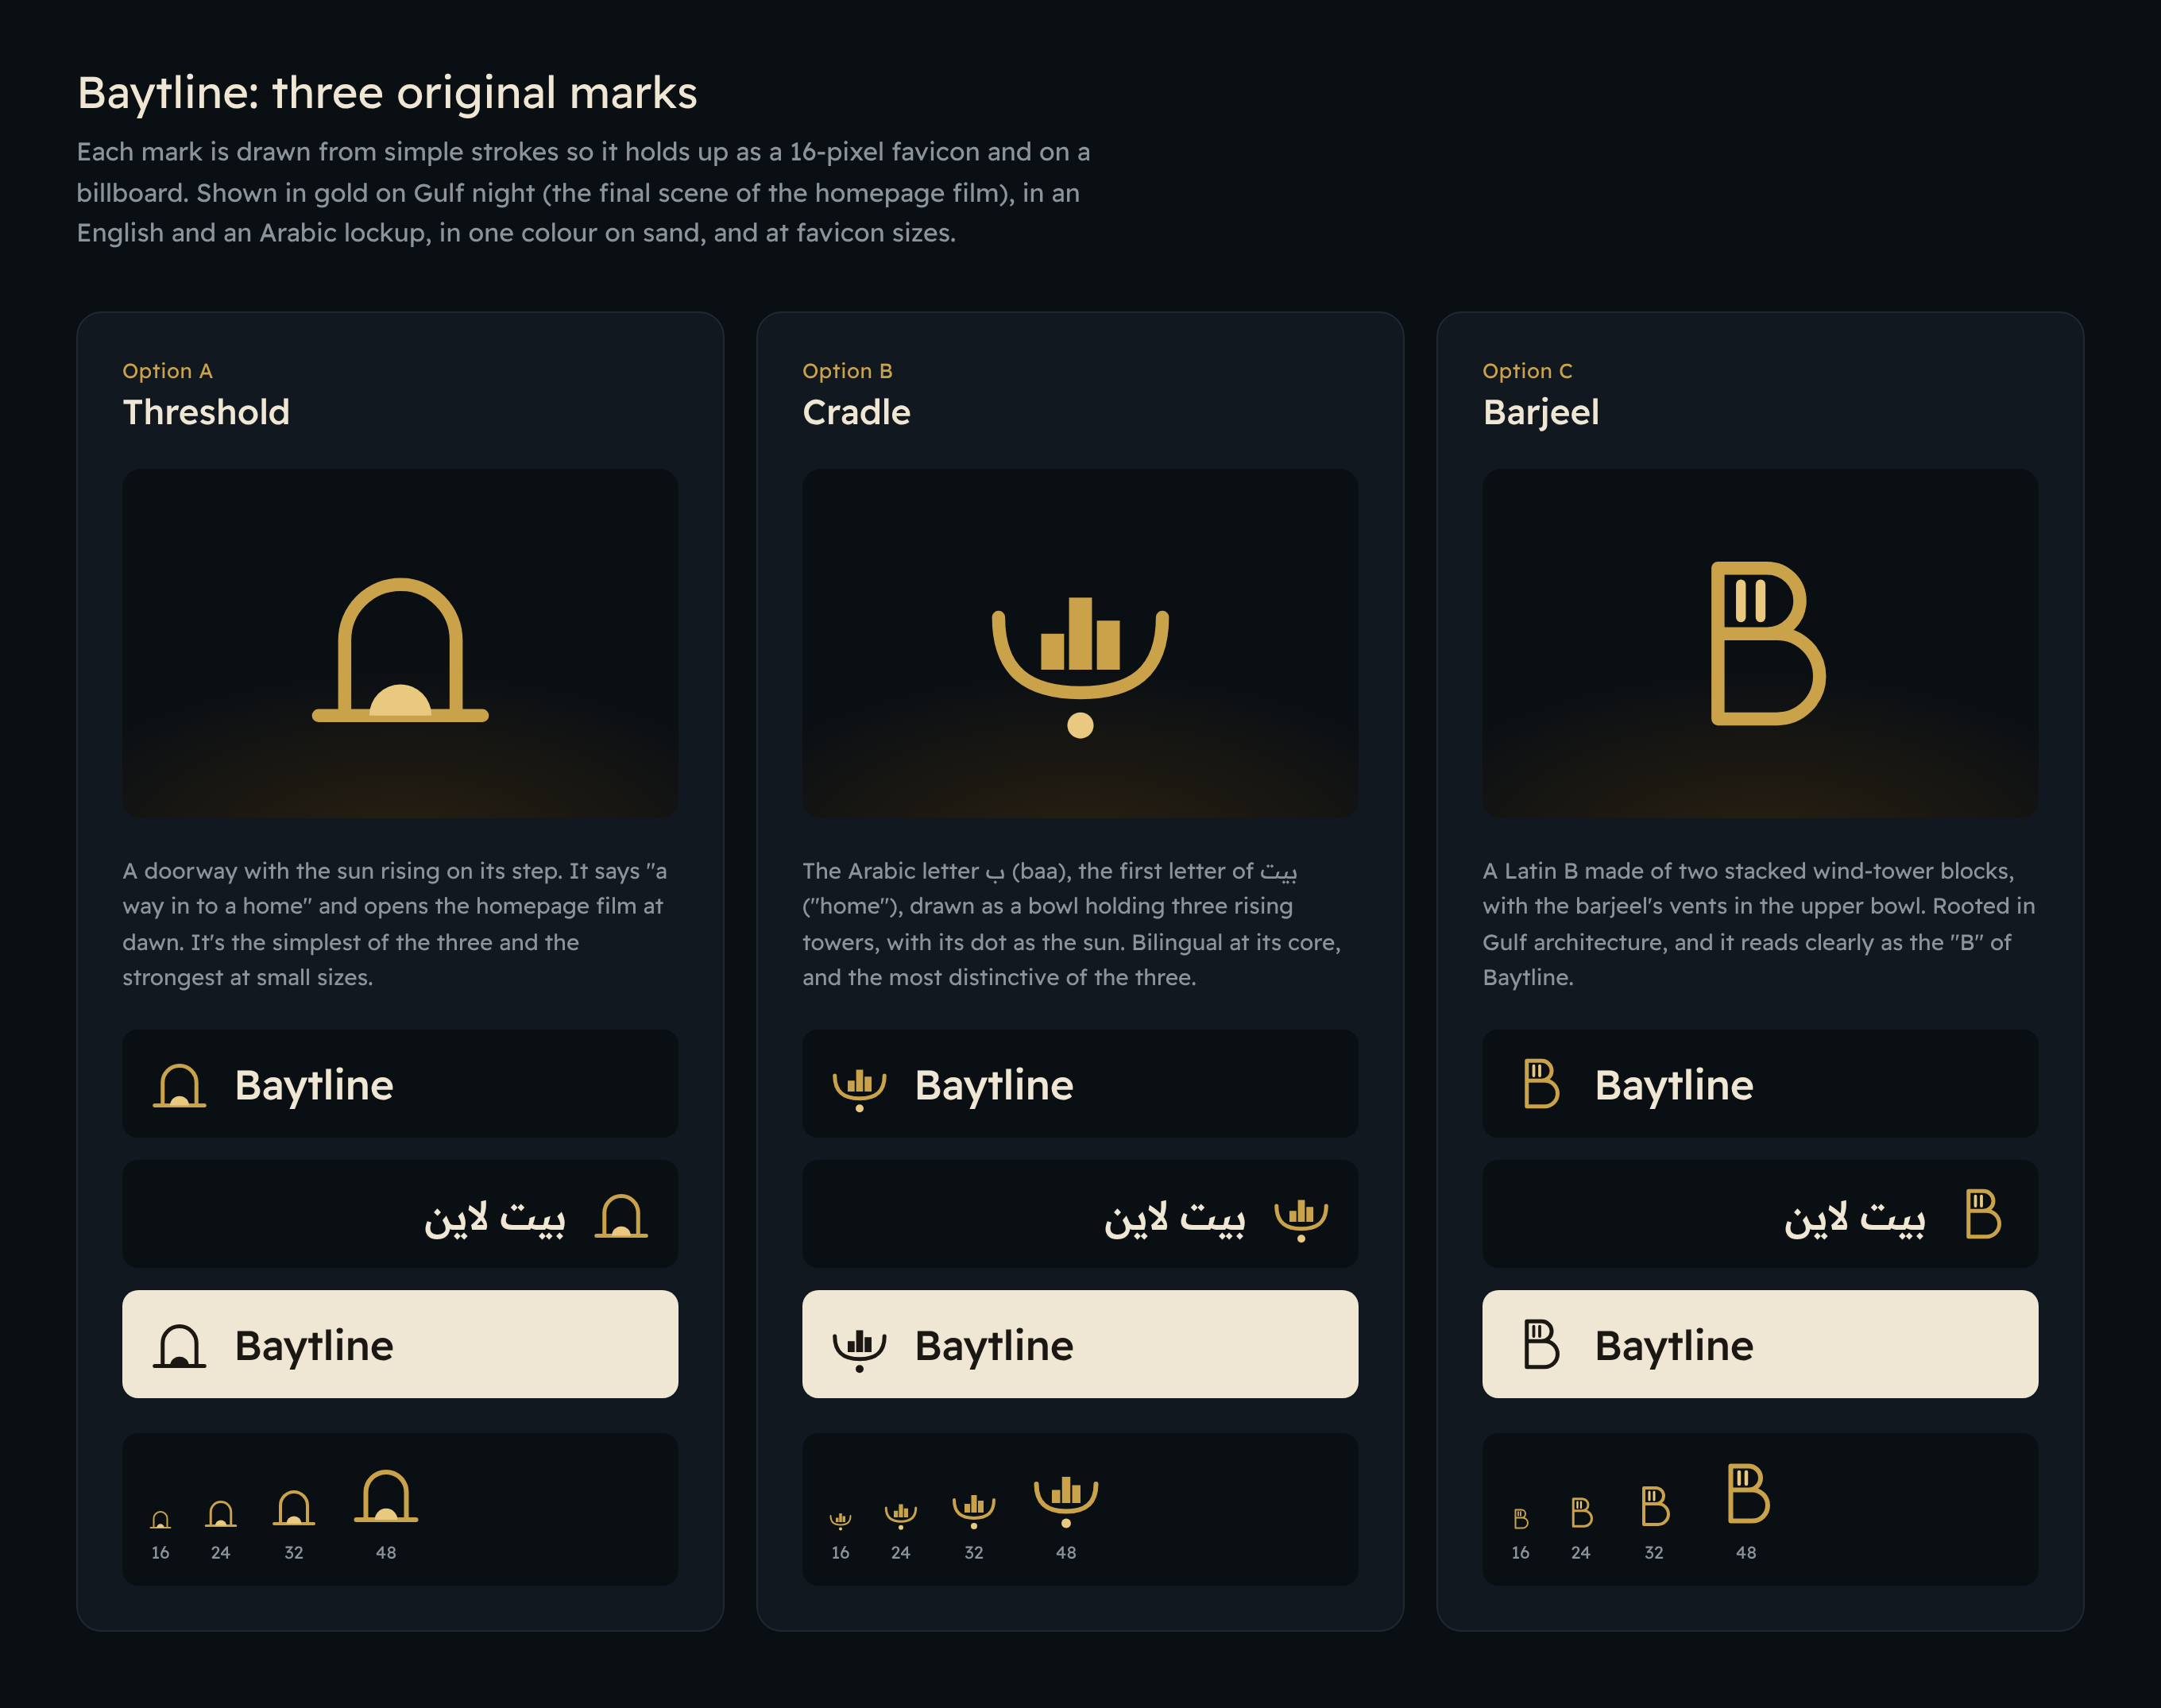 Baytline: three original marks
Each mark is drawn from simple strokes so it holds up as a 16-pixel favicon and on a
billboard. Shown in gold on Gulf night (the final scene of the homepage film), in an
English and an Arabic lockup, in one colour on sand, and at favicon sizes.
Option A
Threshold
A doorway with the sun rising on its step. It says "a
way in to a home" and opens the homepage film at
dawn. It's the simplest of the three and the
strongest at small sizes.
Baytline
بيت لاين
Baytline
16 24 32 48
Option B
Cradle
The Arabic letter ب (baa), the first letter of بيت
("home"), drawn as a bowl holding three rising
towers, with its dot as the sun. Bilingual at its core,
and the most distinctive of the three.
Baytline
بيت لاين
Baytline
16 24 32 48
Option C
Barjeel
A Latin B made of two stacked wind-tower blocks,
with the barjeel's vents in the upper bowl. Rooted in
Gulf architecture, and it reads clearly as the "B" of
Baytline.
Baytline
بيت لاين
Baytline
16 24 32 48